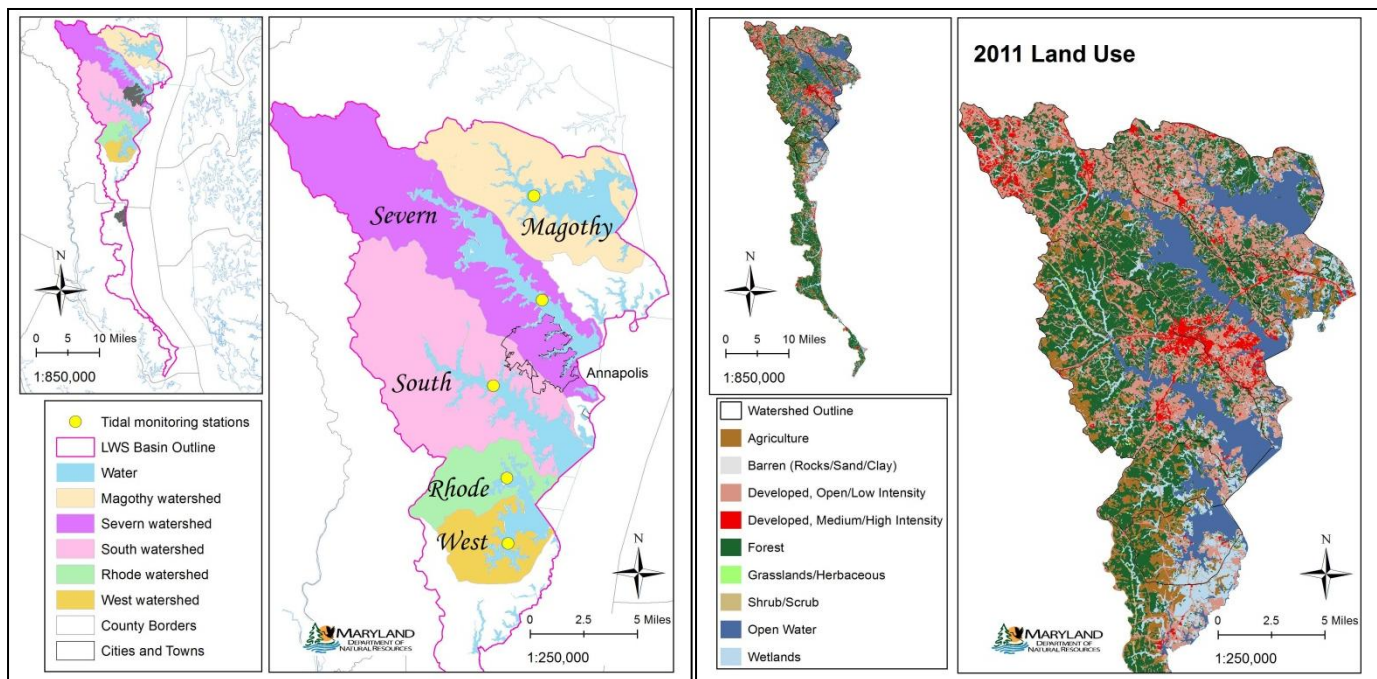 N
0 5 10 Miles
1:850,000
Tidal monitoring stations
LWS Basin Outline
Water
Magothy watershed
Severn watershed
South watershed
Rhode watershed
West watershed
County Borders
Cities and Towns
Severn
Magothy
South
Annapolis
Rhode
West
N
0 2.5 5 Miles
1:250,000
MARYLAND
DEPARTMENT OF
NATURAL RESOURCES
N
0 5 10 Miles
1:850,000
Watershed Outline
Agriculture
Barren (Rocks/Sand/Clay)
Developed, Open/Low Intensity
Developed, Medium/High Intensity
Forest
Grasslands/Herbaceous
Shrub/Scrub
Open Water
Wetlands
2011 Land Use
N
0 2.5 5 Miles
1:250,000
MARYLAND
DEPARTMENT OF
NATURAL RESOURCES